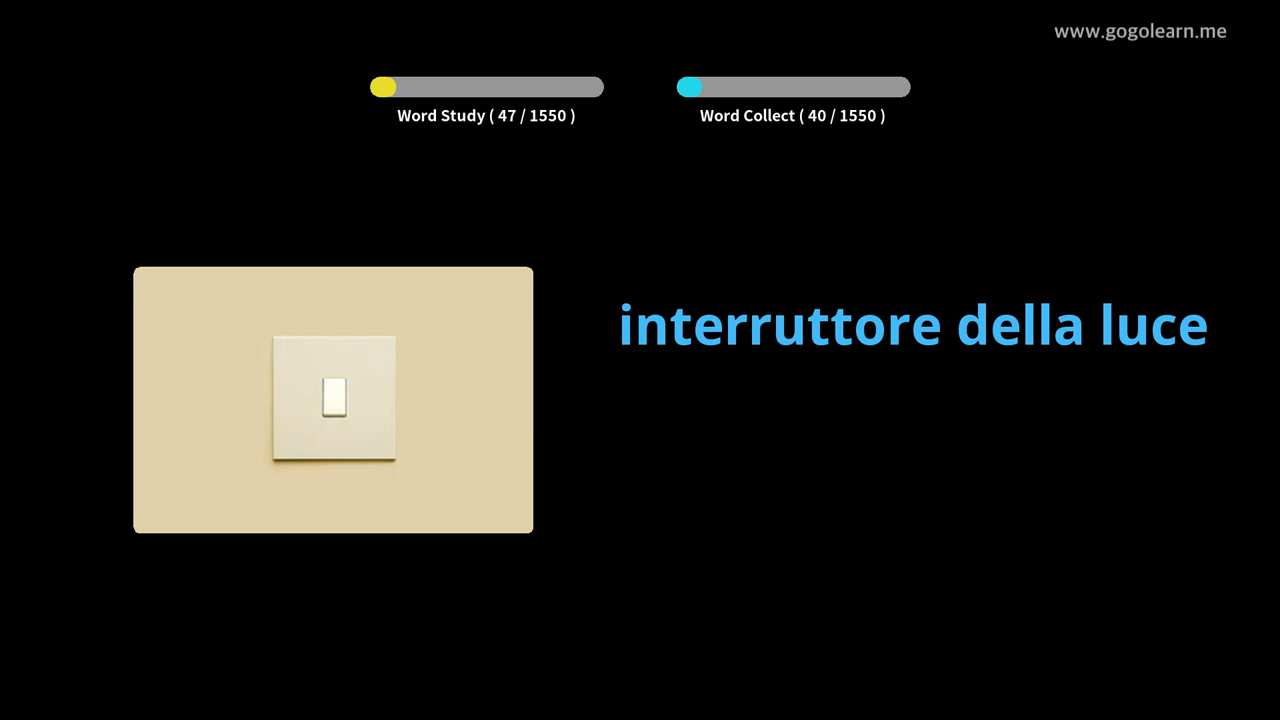 www.gogolearn.me
Word Study ( 47 / 1550 )
Word Collect ( 40 / 1550 )
interruttore della luce